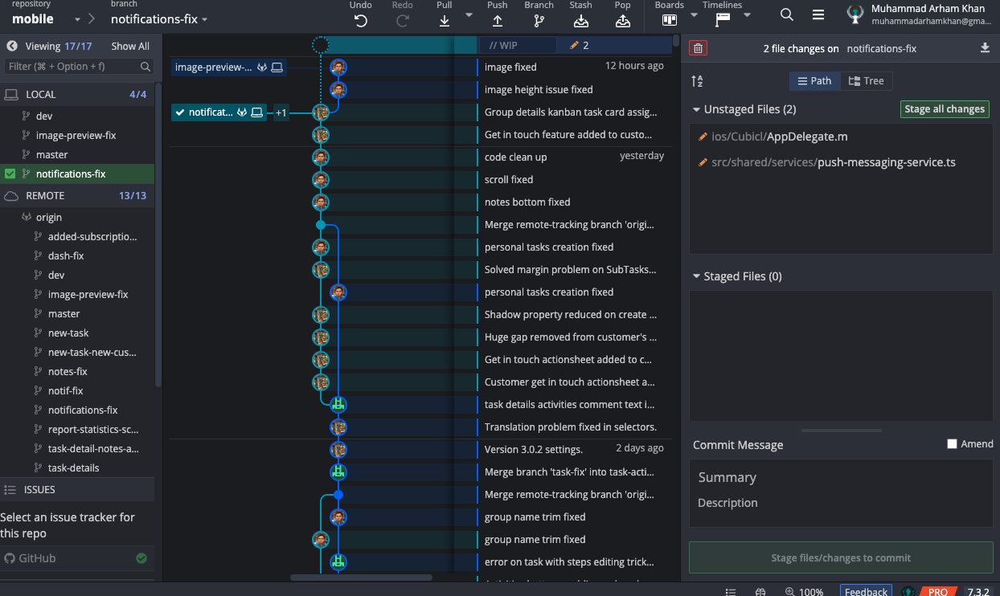 repository
mobile
branch
notifications-fix
Undo
Redo
Pull
Push
Branch
Stash
Pop
Boards
Timelines
Muhammad Arham Khan
muhammadarhamkhan@gma...
Viewing 17/17 Show All
Filter (⌘ + Option + f)
LOCAL 4/4
dev
image-preview-fix
master
notifications-fix
REMOTE 13/13
origin
added-subscriptio...
dash-fix
dev
image-preview-fix
master
new-task
new-task-new-cus...
notes-fix
notif-fix
notifications-fix
report-statistics-sc...
task-detail-notes-a...
task-details
ISSUES
Select an issue tracker for
this repo
GitHub
// WIP 2
image-preview-... image fixed 12 hours ago
image height issue fixed
notificat... +1 Group details kanban task card assig...
Get in touch feature added to custo...
code clean up yesterday
scroll fixed
notes bottom fixed
Merge remote-tracking branch 'origi...
personal tasks creation fixed
Solved margin problem on SubTasks...
personal tasks creation fixed
Shadow property reduced on create ...
Huge gap removed from customer's ...
Get in touch actionsheet added to c...
Customer get in touch actionsheet a...
task details activities comment text i...
Translation problem fixed in selectors.
Version 3.0.2 settings. 2 days ago
Merge branch 'task-fix' into task-acti...
Merge remote-tracking branch 'origi...
group name trim fixed
group name trim fixed
error on task with steps editing trick...
2 file changes on notifications-fix
Path Tree
Unstaged Files (2) Stage all changes
ios/Cubicl/AppDelegate.m
src/shared/services/push-messaging-service.ts
Staged Files (0)
Commit Message Amend
Summary
Description
Stage files/changes to commit
100% Feedback PRO 7.3.2